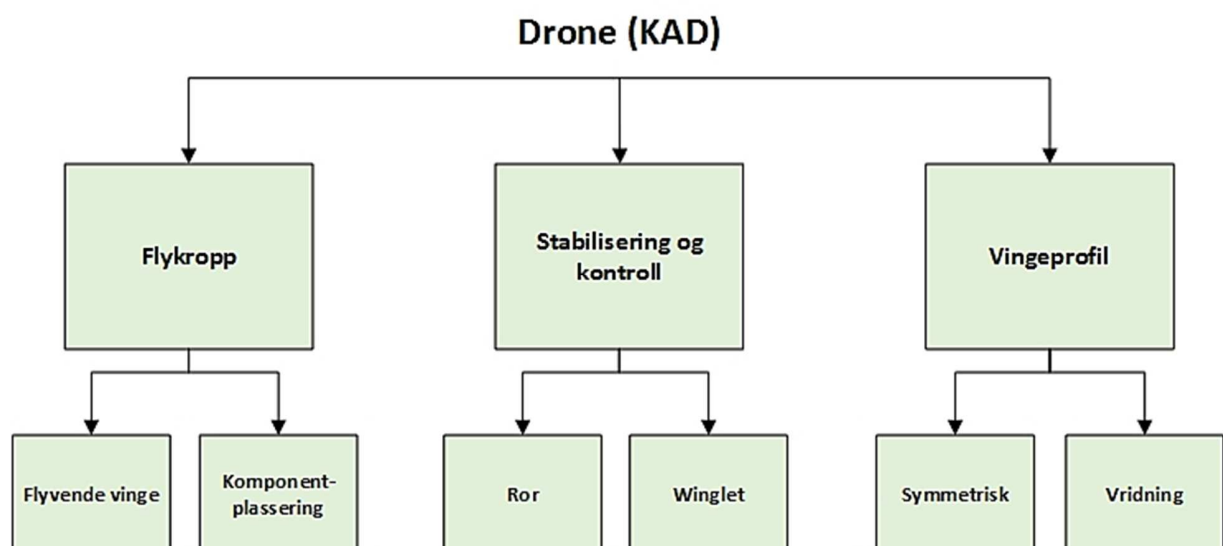 Drone (KAD)
Flykropp
Stabilisering og
kontroll
Vingeprofil
Flyvende vinge
Komponent-
plassering
Ror
Winglet
Symmetrisk
Vridning